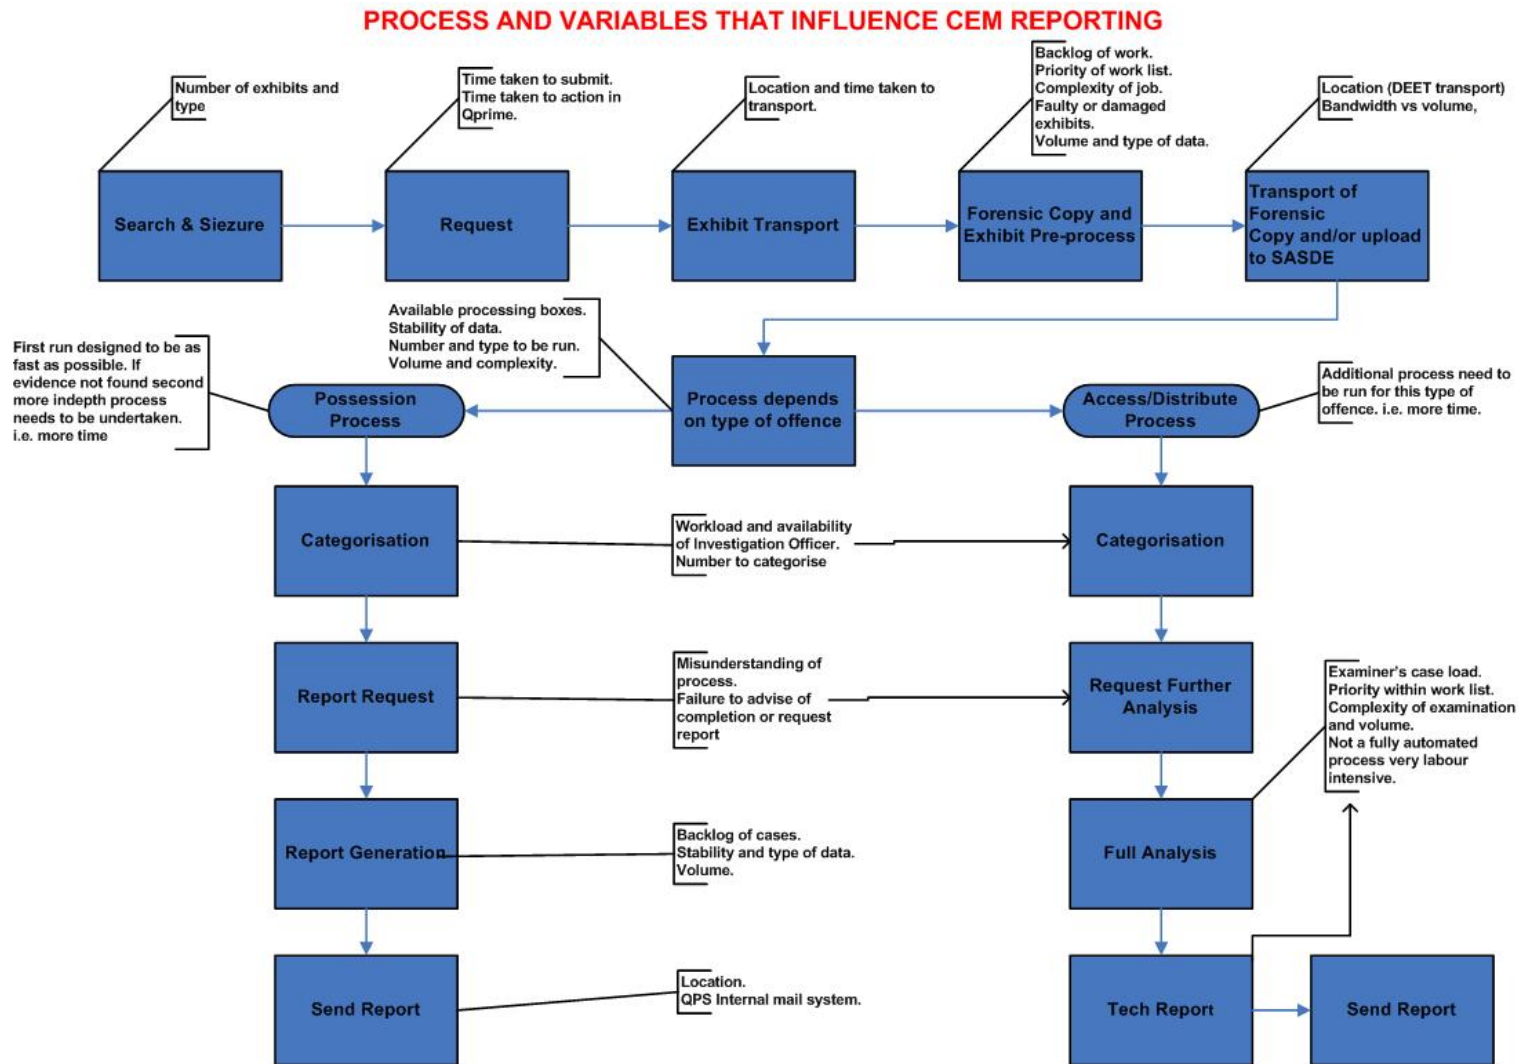 PROCESS AND VARIABLES THAT INFLUENCE CEM REPORTING
Number of exhibits and
type
Time taken to submit.
Time taken to action in
Qprime.
Location and time taken to
transport.
Backlog of work.
Priority of work list.
Complexity of job.
Faulty or damaged
exhibits.
Volume and type of data.
Location (DEET transport)
Bandwidth vs volume,
Search & Siezure
Request
Exhibit Transport
Forensic Copy and
Exhibit Pre-process
Transport of
Forensic
Copy and/or upload
to SASDE
Available processing boxes.
Stability of data.
Number and type to be run.
Volume and complexity.
First run designed to be as
fast as possible. If
evidence not found second
more indepth process
needs to be undertaken.
i.e. more time
Possession
Process
Process depends
on type of offence
Access/Distribute
Process
Additional process need to
be run for this type of
offence. i.e. more time.
Categorisation
Workload and availability
of Investigation Officer.
Number to categorise
Categorisation
Report Request
Misunderstanding of
process.
Failure to advise of
completion or request
report
Request Further
Analysis
Examiner's case load.
Priority within work list.
Complexity of examination
and volume.
Not a fully automated
process very labour
intensive.
Report Generation
Backlog of cases.
Stability and type of data.
Volume.
Full Analysis
Send Report
Location.
QPS Internal mail system.
Tech Report
Send Report